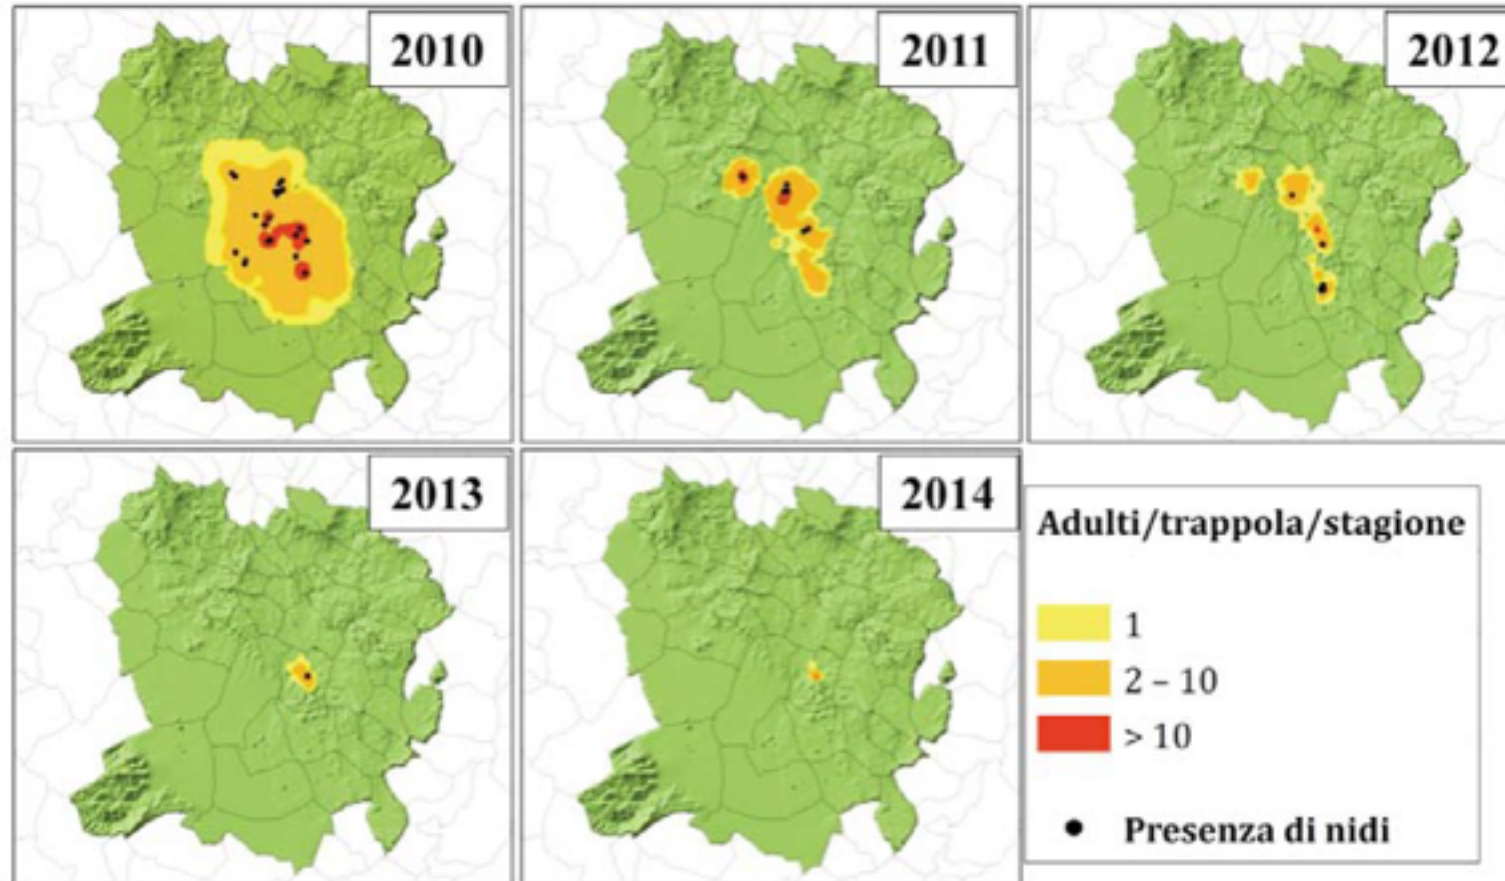 2010
2011
2012
2013
2014
Adulti/trappola/stagione
1
2 – 10
> 10
Presenza di nidi